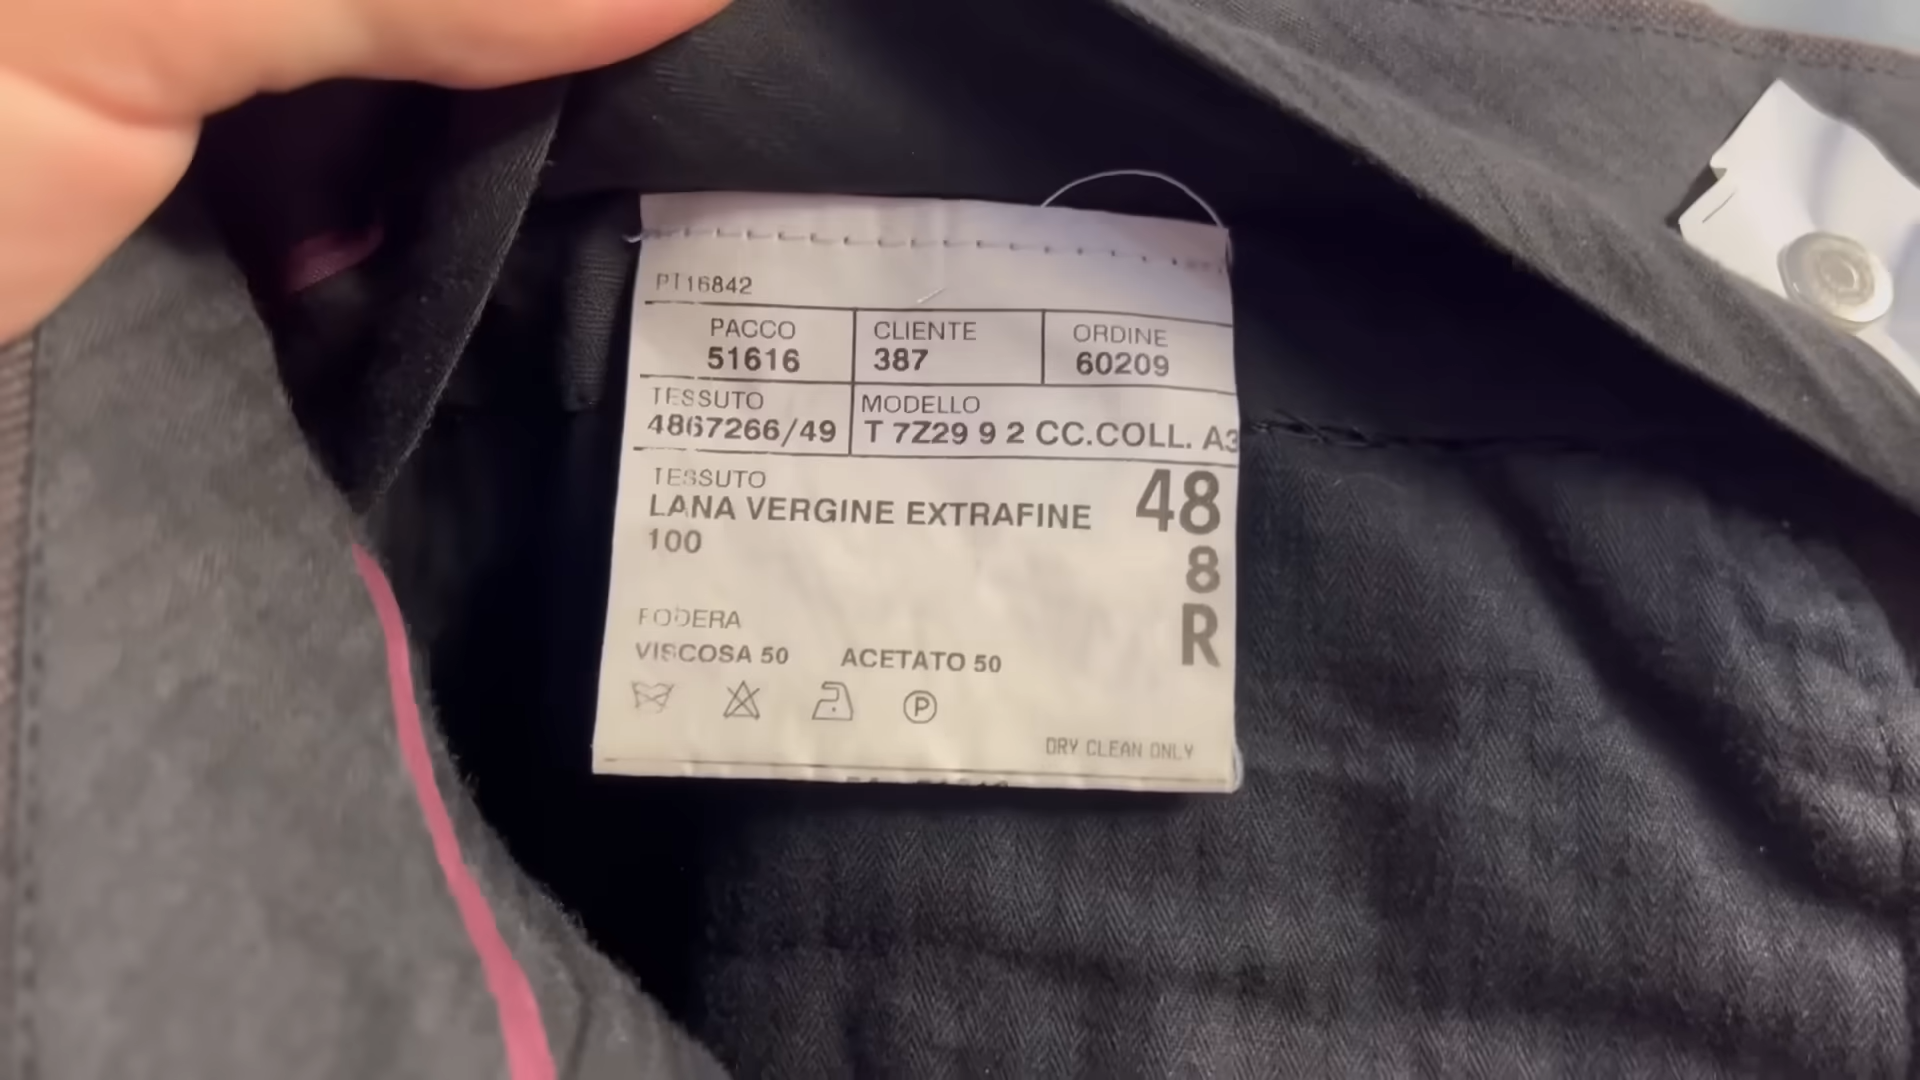 PT16842
PACCO CLIENTE ORDINE
51616 387 60209
TESSUTO MODELLO
4867266/49 T 7Z29 9 2 CC.COLL. A3
TESSUTO
LANA VERGINE EXTRAFINE
100
48
8
R
FODERA
VISCOSA 50 ACETATO 50
P
DRY CLEAN ONLY